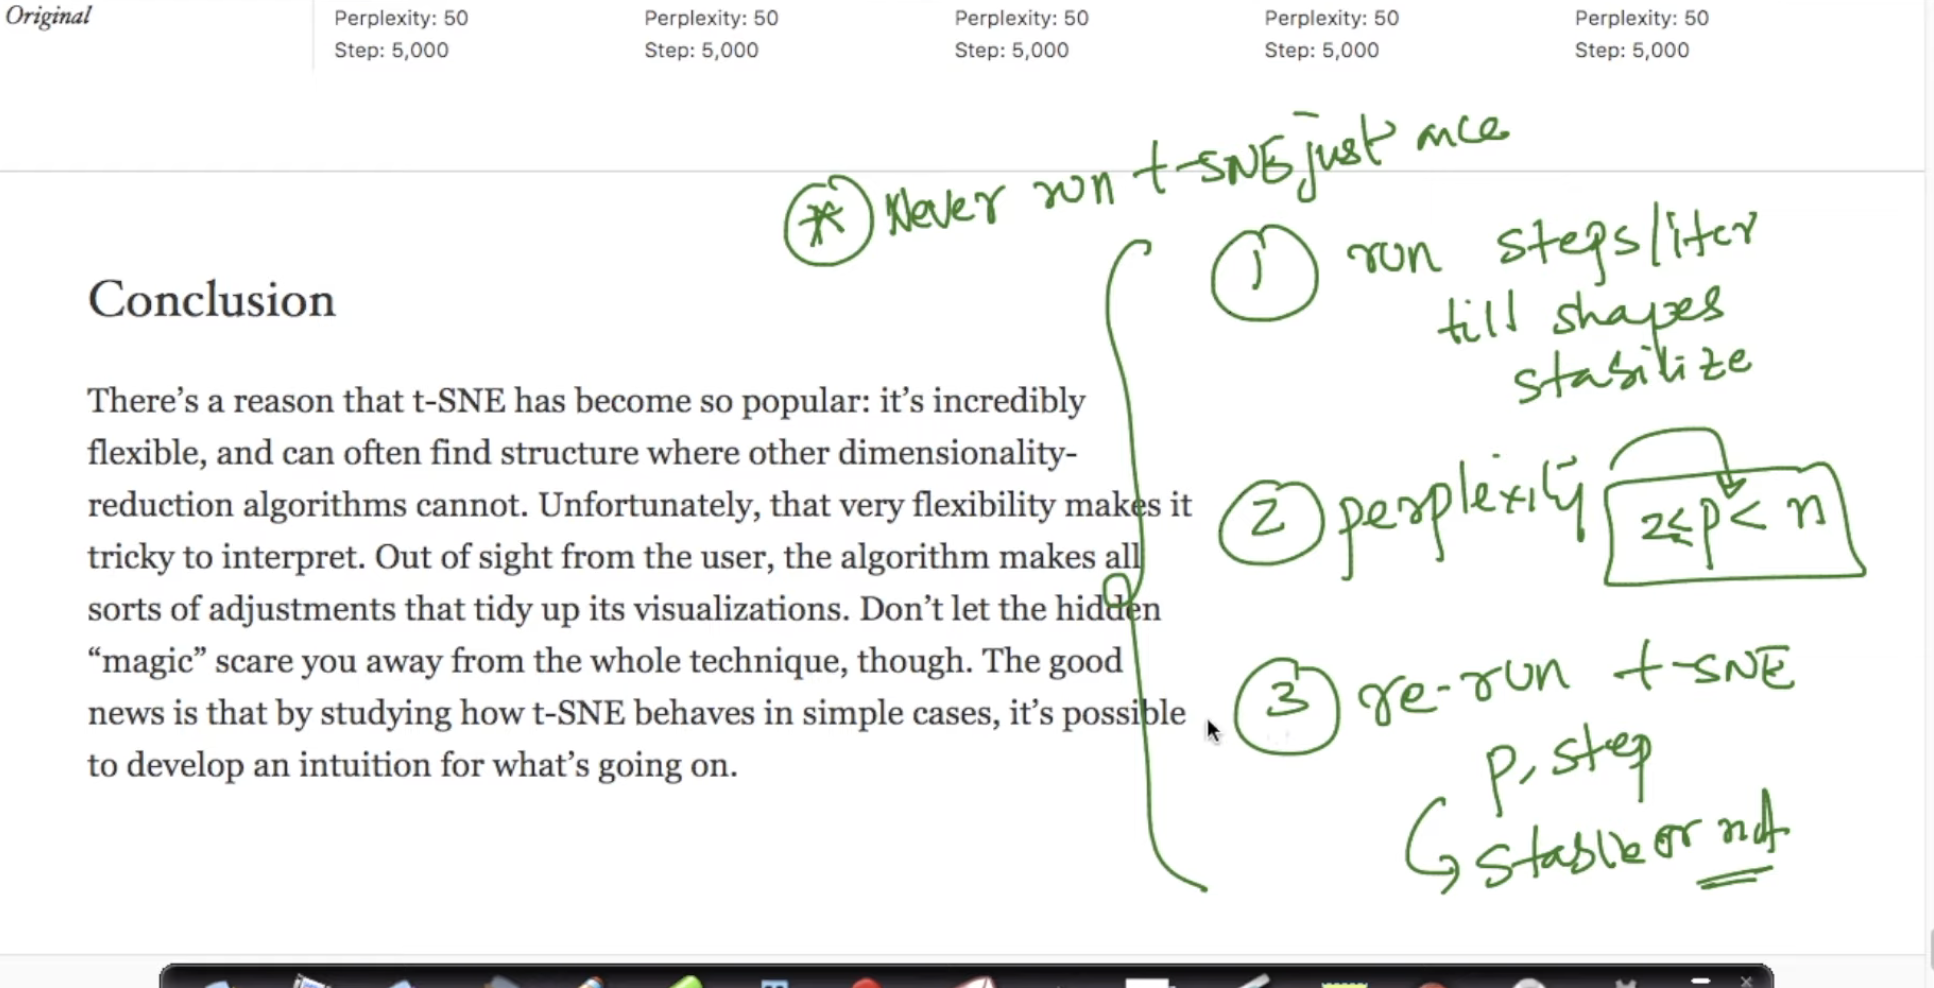 Original
Perplexity: 50 Perplexity: 50 Perplexity: 50 Perplexity: 50 Perplexity: 50
Step: 5,000 Step: 5,000 Step: 5,000 Step: 5,000 Step: 5,000
* Never run t-SNE just once
1 run steps/iter
till shapes
stabilize
2 perplexity 2≤p<n
3 re-run t-SNE
p, step
stable or not
Conclusion
There’s a reason that t-SNE has become so popular: it’s incredibly
flexible, and can often find structure where other dimensionality-
reduction algorithms cannot. Unfortunately, that very flexibility makes it
tricky to interpret. Out of sight from the user, the algorithm makes all
sorts of adjustments that tidy up its visualizations. Don’t let the hidden
“magic” scare you away from the whole technique, though. The good
news is that by studying how t-SNE behaves in simple cases, it’s possible
to develop an intuition for what’s going on.